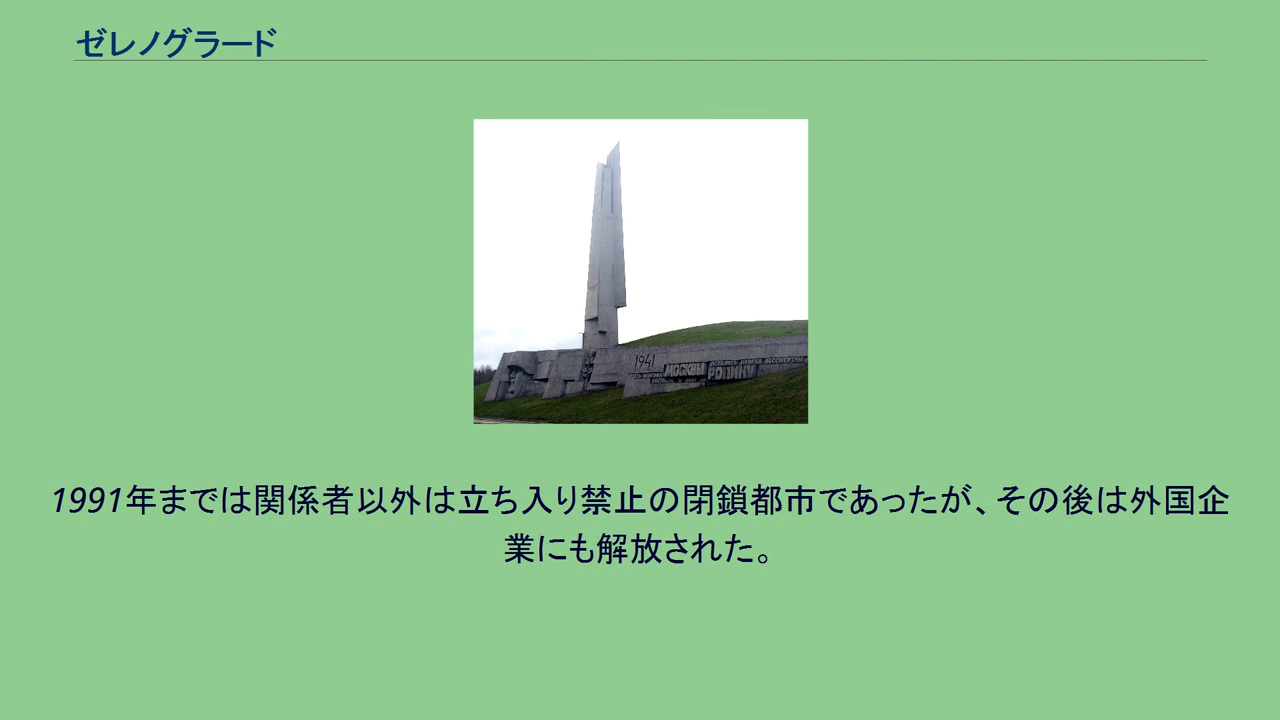 ゼレノグラード
1941
МОСКВЫ
РОДИНУ
1991年までは関係者以外は立ち入り禁止の閉鎖都市であったが、その後は外国企
業にも解放された。